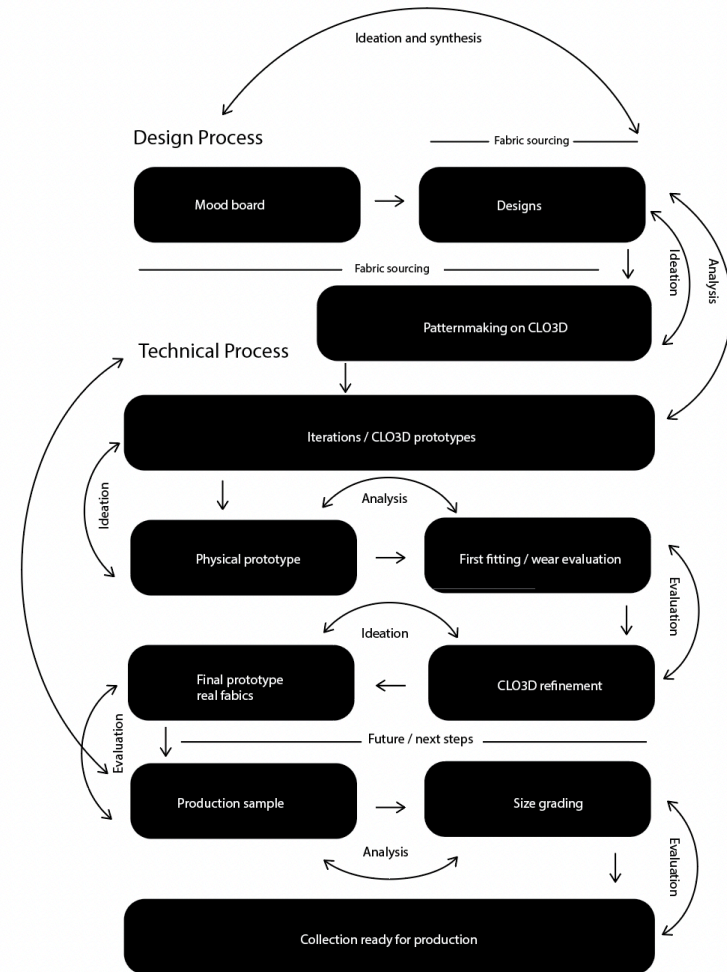 Ideation and synthesis
Design Process
Fabric sourcing
Mood board
Designs
Ideation
Analysis
Fabric sourcing
Patternmaking on CLO3D
Technical Process
Iterations / CLO3D prototypes
Ideation
Analysis
Physical prototype
First fitting / wear evaluation
Evaluation
Ideation
Final prototype
real fabics
CLO3D refinement
Evaluation
Future / next steps
Production sample
Size grading
Analysis
Evaluation
Collection ready for production